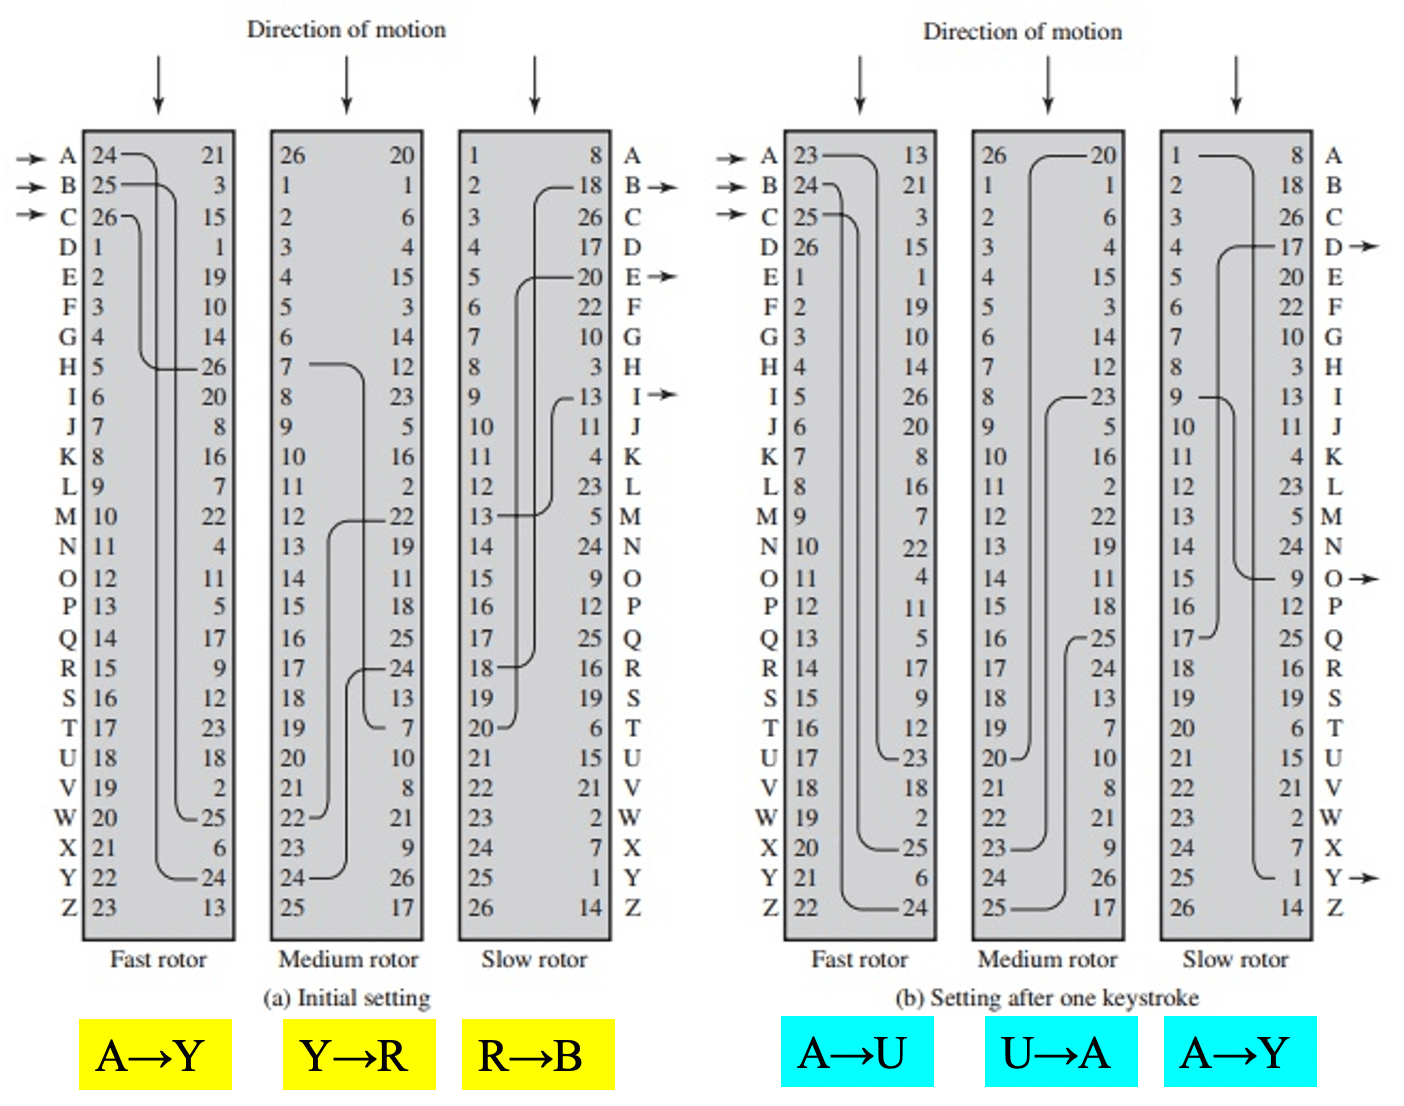 Direction of motion Direction of motion
A 24 21 26 20 1 8 A A 23 13 26 20 1 8 A
B 25 3 1 1 2 18 B B 24 21 1 1 2 18 B
C 26 15 2 6 3 26 C C 25 3 2 6 3 26 C
D 1 1 3 4 4 17 D D 26 15 3 4 4 17 D
E 2 19 4 15 5 20 E E 1 1 4 15 5 20 E
F 3 10 5 3 6 22 F F 2 19 5 3 6 22 F
G 4 14 6 14 7 10 G G 3 10 6 14 7 10 G
H 5 26 7 12 8 3 H H 4 14 7 12 8 3 H
I 6 20 8 23 9 13 I I 5 26 8 23 9 13 I
J 7 8 9 5 10 11 J J 6 20 9 5 10 11 J
K 8 16 10 16 11 4 K K 7 8 10 16 11 4 K
L 9 7 11 2 12 23 L L 8 16 11 2 12 23 L
M 10 22 12 22 13 5 M M 9 7 12 22 13 5 M
N 11 4 13 19 14 24 N N 10 22 13 19 14 24 N
O 12 11 14 11 15 9 O O 11 4 14 11 15 9 O
P 13 5 15 18 16 12 P P 12 11 15 18 16 12 P
Q 14 17 16 25 17 25 Q Q 13 5 16 25 17 25 Q
R 15 9 17 24 18 16 R R 14 17 17 24 18 16 R
S 16 12 18 13 19 19 S S 15 9 18 13 19 19 S
T 17 23 19 7 20 6 T T 16 12 19 7 20 6 T
U 18 18 20 10 21 15 U U 17 23 20 10 21 15 U
V 19 2 21 8 22 21 V V 18 18 21 8 22 21 V
W 20 25 22 21 23 2 W W 19 2 22 21 23 2 W
X 21 6 23 9 24 7 X X 20 25 23 9 24 7 X
Y 22 24 24 26 25 1 Y Y 21 6 24 26 25 1 Y
Z 23 13 25 17 26 14 Z Z 22 24 25 17 26 14 Z
Fast rotor Medium rotor Slow rotor Fast rotor Medium rotor Slow rotor
(a) Initial setting (b) Setting after one keystroke
A→Y Y→R R→B A→U U→A A→Y